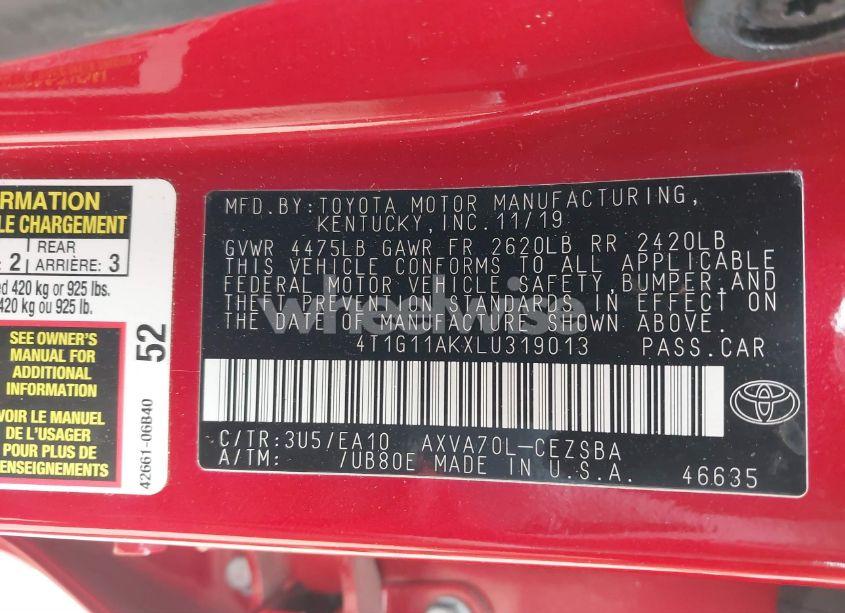 RMATION
LE CHARGEMENT
: 2 REAR
ARRIÈRE: 3
ed 420 kg or 925 lbs.
420 kg ou 925 lb.
SEE OWNER'S
MANUAL FOR
ADDITIONAL
INFORMATION
VOIR LE MANUEL
DE L'USAGER
POUR PLUS DE
RENSEIGNEMENTS
52
42661-06B40
MFD.BY:TOYOTA MOTOR MANUFACTURING,
KENTUCKY,INC.11/19
GVWR 4475LB GAWR FR 2620LB RR 2420LB
THIS VEHICLE CONFORMS TO ALL APPLICABLE
FEDERAL MOTOR VEHICLE SAFETY,BUMPER,AND
THEFT PREVENTION STANDARDS IN EFFECT ON
THE DATE OF MANUFACTURE SHOWN ABOVE.
4T1G11AKXLU319013 PASS.CAR
C/TR:3U5/EA10 AXVA70L-CEZSBA
A/TM: /UB80E MADE IN U.S.A. 46635
wheelwise